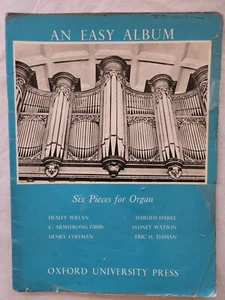 AN EASY ALBUM
Six Pieces for Organ
HEALEY WILLAN
HAROLD DARKE
C. ARMSTRONG GIBBS
SYDNEY WATSON
HENRY COLEMAN
ERIC H. THIMAN
OXFORD UNIVERSITY PRESS